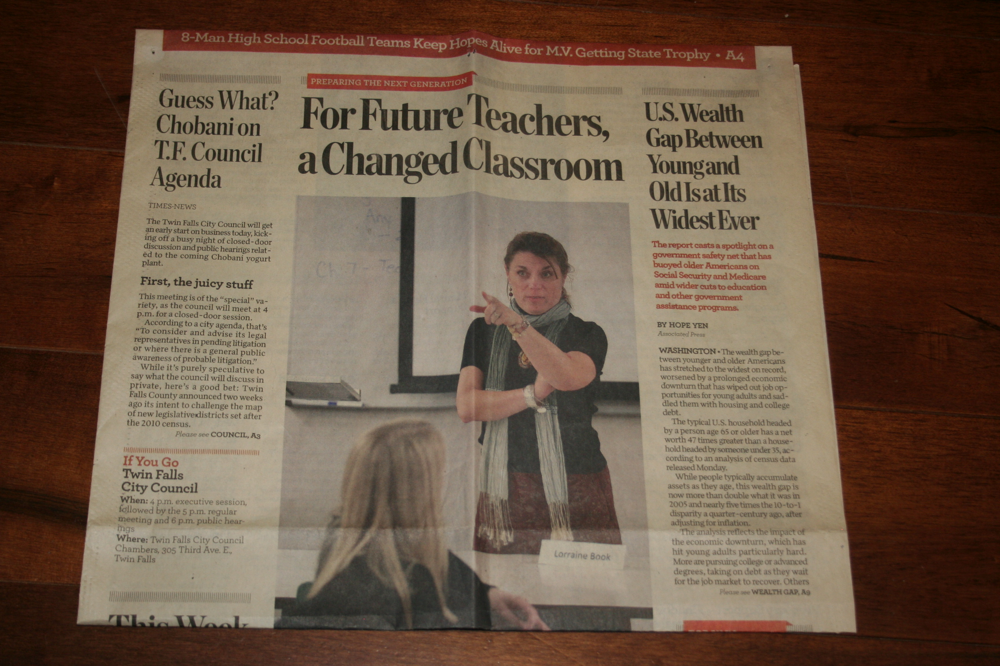 8-Man High School Football Teams Keep Hopes Alive for M.V. Getting State Trophy • A4
Guess What?
Chobani on
T.F. Council
Agenda
TIMES-NEWS
The Twin Falls City Council will get
an early start on business today, kick-
ing off a busy night of closed-door
discussion and public hearings relat-
ed to the coming Chobani yogurt
plant.
First, the juicy stuff
This meeting is of the “special” va-
riety, as the council will meet at 4
p.m. for a closed-door session.
According to a city agenda, that’s
“To consider and advise its legal
representatives in pending litigation
or where there is a general public
awareness of probable litigation.”
While it’s purely speculative to
say what the council will discuss in
private, here’s a good bet: Twin
Falls County announced two weeks
ago its intent to challenge the map
of new legislative districts set after
the 2010 census.
Please see COUNCIL, A3
If You Go
Twin Falls
City Council
When: 4 p.m. executive session,
followed by the 5 p.m. regular
meeting and 6 p.m. public hear-
ings
Where: Twin Falls City Council
Chambers, 305 Third Ave. E.,
Twin Falls
This Week
PREPARING THE NEXT GENERATION
For Future Teachers,
a Changed Classroom
Any
Ch 7 - Tea
Lorraine Book
U.S. Wealth
Gap Between
Young and
Old Is at Its
Widest Ever
The report casts a spotlight on a
government safety net that has
buoyed older Americans on
Social Security and Medicare
amid wider cuts to education
and other government
assistance programs.
BY HOPE YEN
Associated Press
WASHINGTON • The wealth gap be-
tween younger and older Americans
has stretched to the widest on record,
worsened by a prolonged economic
downturn that has wiped out job op-
portunities for young adults and sad-
dled them with housing and college
debt.
The typical U.S. household headed
by a person age 65 or older has a net
worth 47 times greater than a house-
hold headed by someone under 35, ac-
cording to an analysis of census data
released Monday.
While people typically accumulate
assets as they age, this wealth gap is
now more than double what it was in
2005 and nearly five times the 10-to-1
disparity a quarter-century ago, after
adjusting for inflation.
The analysis reflects the impact of
the economic downturn, which has
hit young adults particularly hard.
More are pursuing college or advanced
degrees, taking on debt as they wait
for the job market to recover. Others
Please see WEALTH GAP, A9